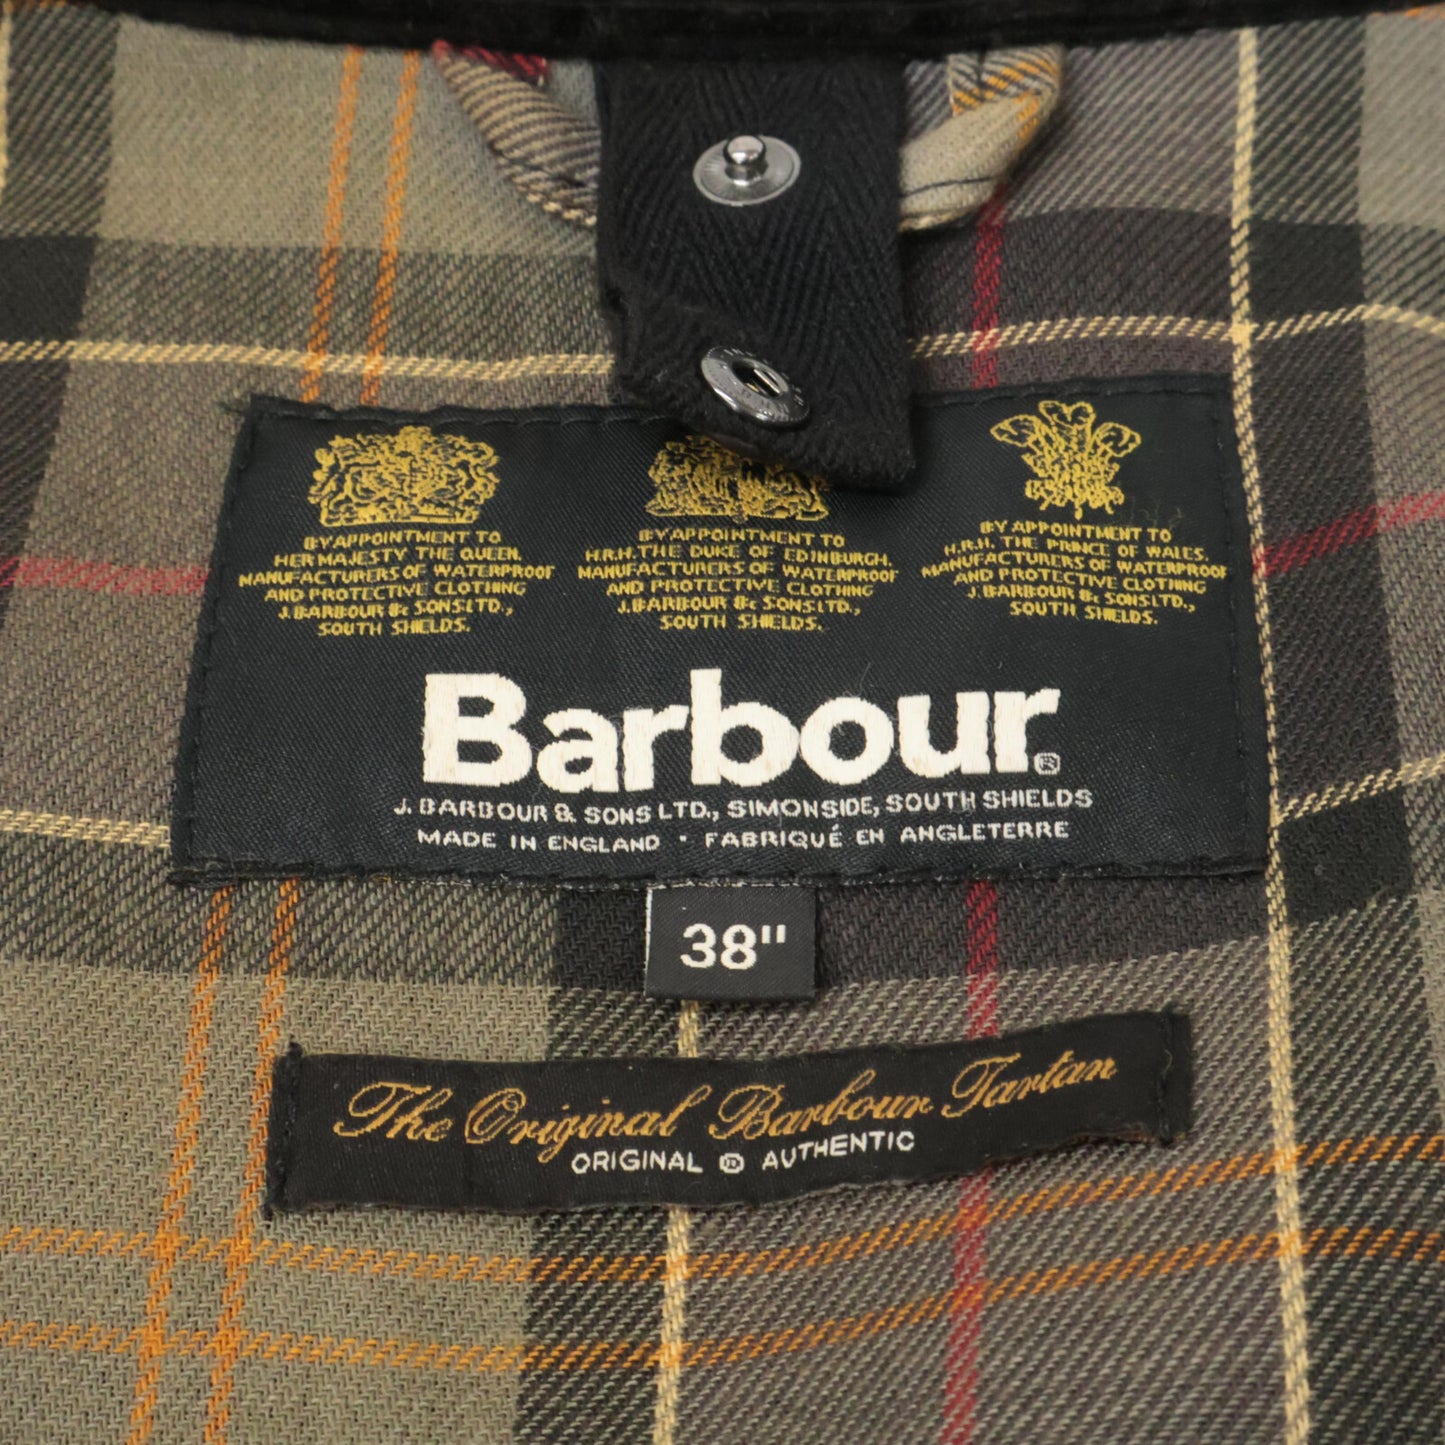 BY APPOINTMENT TO
HER MAJESTY THE QUEEN.
MANUFACTURERS OF WATERPROOF
AND PROTECTIVE CLOTHING
J. BARBOUR & SONS LTD.,
SOUTH SHIELDS.
BY APPOINTMENT TO
H.R.H. THE DUKE OF EDINBURGH.
MANUFACTURERS OF WATERPROOF
AND PROTECTIVE CLOTHING
J. BARBOUR & SONS LTD.,
SOUTH SHIELDS.
BY APPOINTMENT TO
H.R.H. THE PRINCE OF WALES.
MANUFACTURERS OF WATERPROOF
AND PROTECTIVE CLOTHING
J. BARBOUR & SONS LTD.,
SOUTH SHIELDS.
Barbour®
J. BARBOUR & SONS LTD., SIMONSIDE, SOUTH SHIELDS
MADE IN ENGLAND · FABRIQUÉ EN ANGLETERRE
38"
The Original Barbour Tartan
ORIGINAL AUTHENTIC